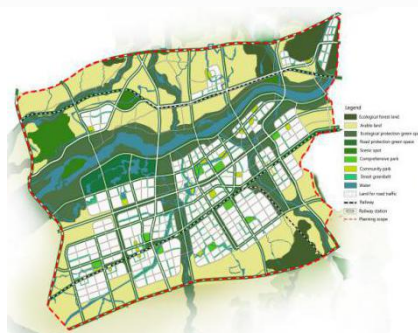 Legend
Ecological forest land
Arable land
Ecological protection green space
Road protection green space
Scenic spot
Comprehensive park
Community park
Street greenbelt
Water
Land for road traffic
Railway
Railway station
Planning scope